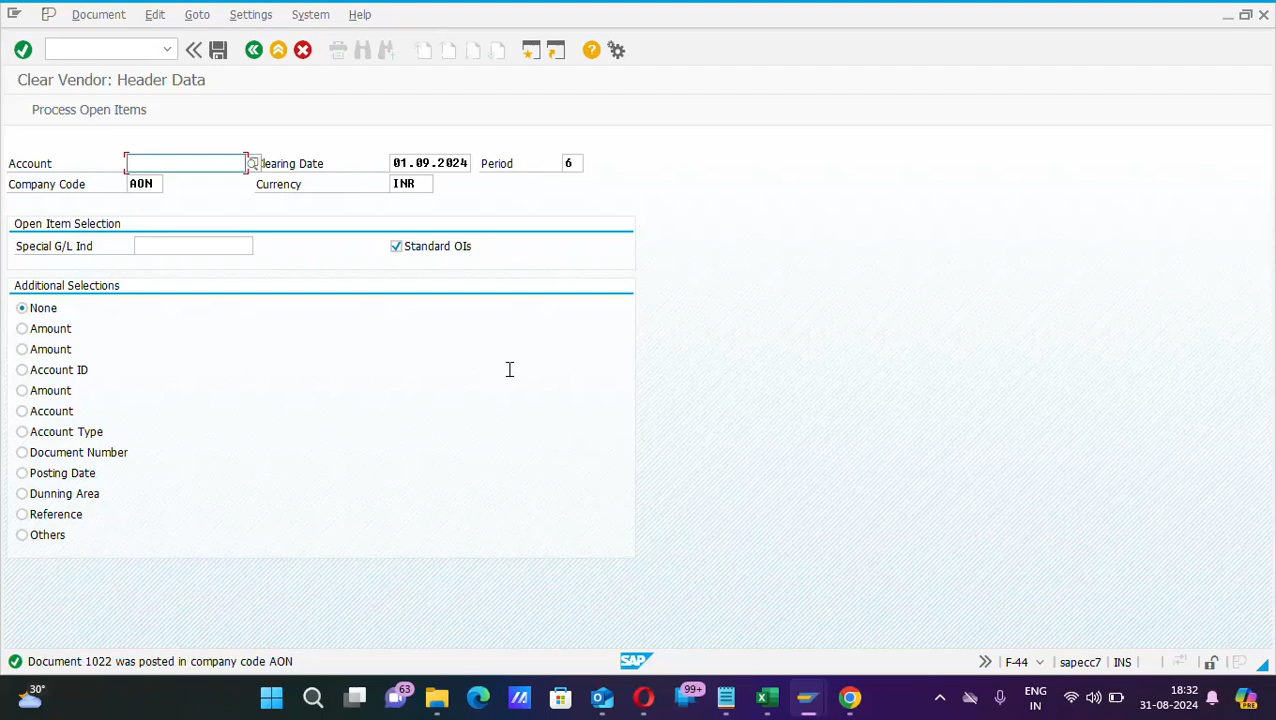 Document Edit Goto Settings System Help
Clear Vendor: Header Data
Process Open Items
Account Clearing Date 01.09.2024 Period 6
Company Code AON Currency INR
Open Item Selection
Special G/L Ind Standard OIs
Additional Selections
None
Amount
Amount
Account ID
Amount
Account
Account Type
Document Number
Posting Date
Dunning Area
Reference
Others
Document 1022 was posted in company code AON SAP F-44 sapecc7 INS
30° 63 99+ ENG IN 18:32 31-08-2024 PRE